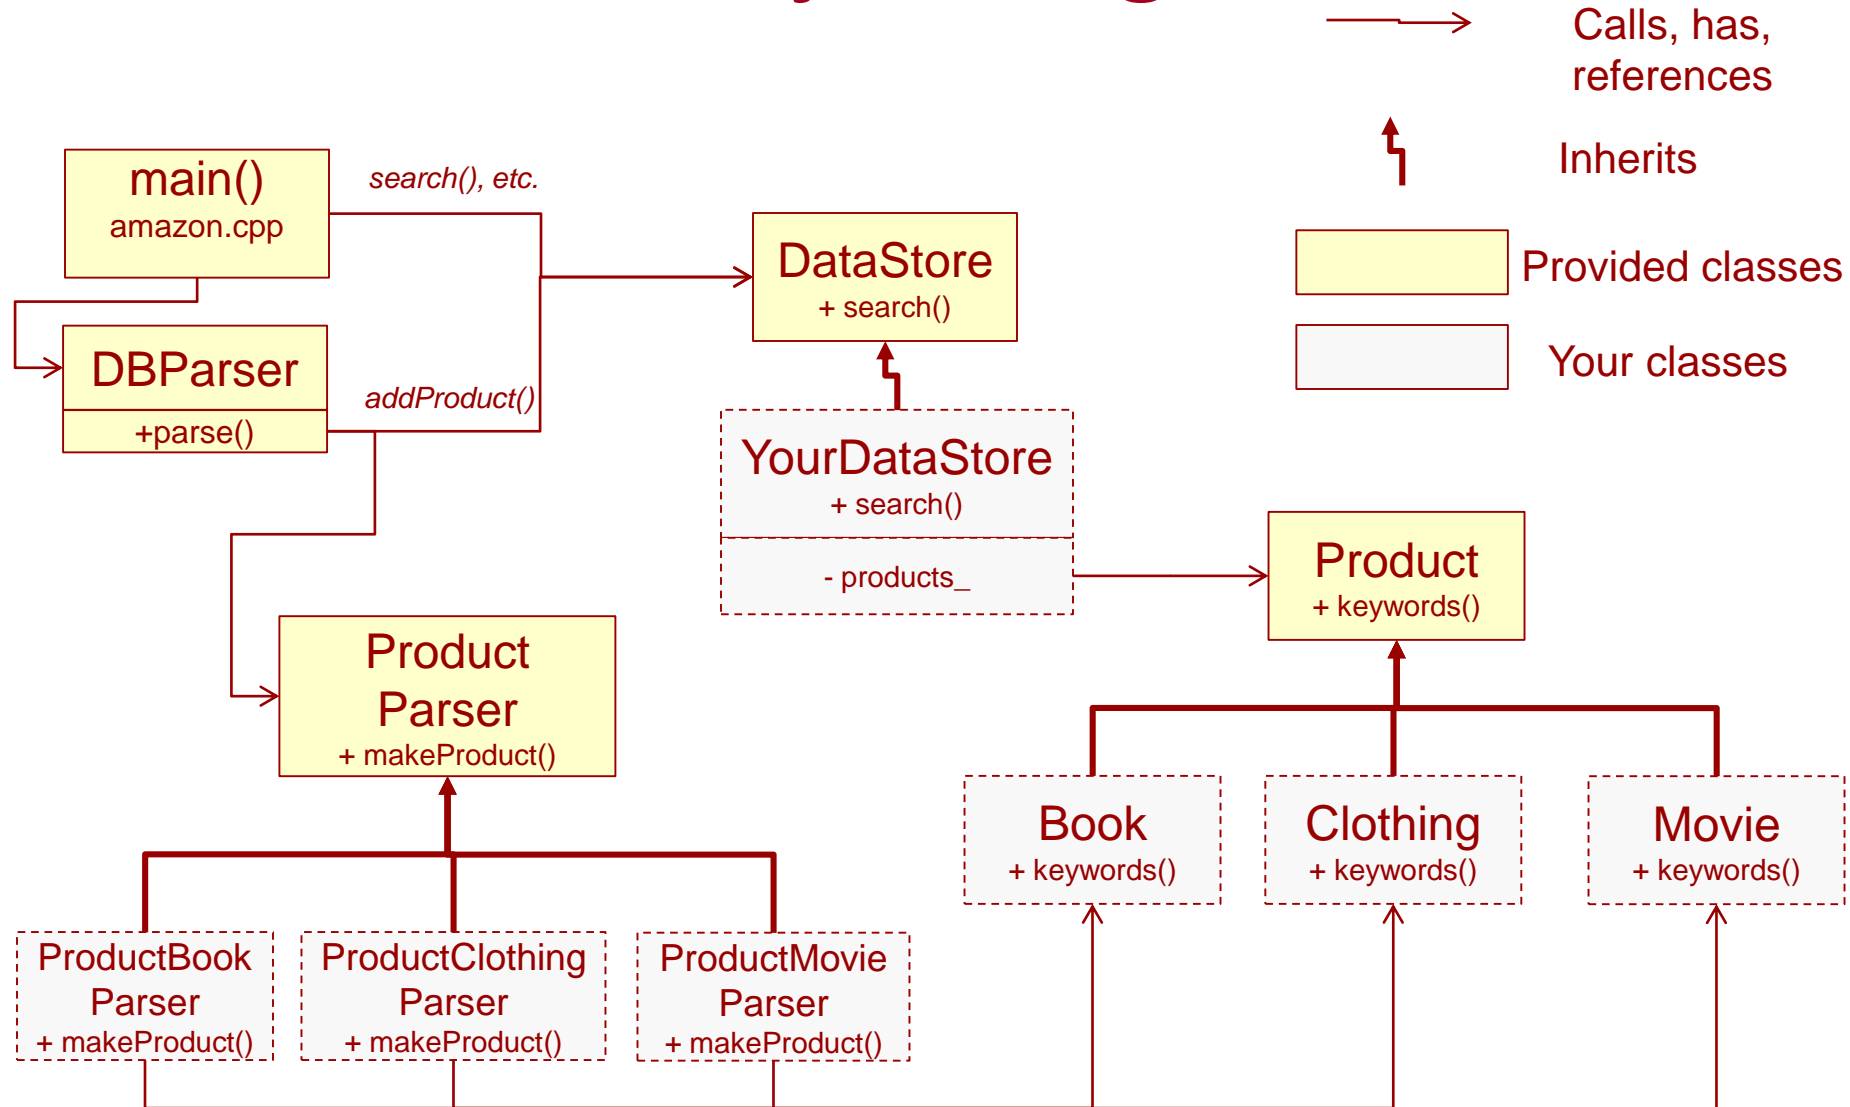 Calls, has,
references
Inherits
Provided classes
Your classes
main()
amazon.cpp
search(), etc.
DBParser
+parse()
addProduct()
DataStore
+ search()
YourDataStore
+ search()
- products_
Product
+ keywords()
Product
Parser
+ makeProduct()
Book
+ keywords()
Clothing
+ keywords()
Movie
+ keywords()
ProductBook
Parser
+ makeProduct()
ProductClothing
Parser
+ makeProduct()
ProductMovie
Parser
+ makeProduct()